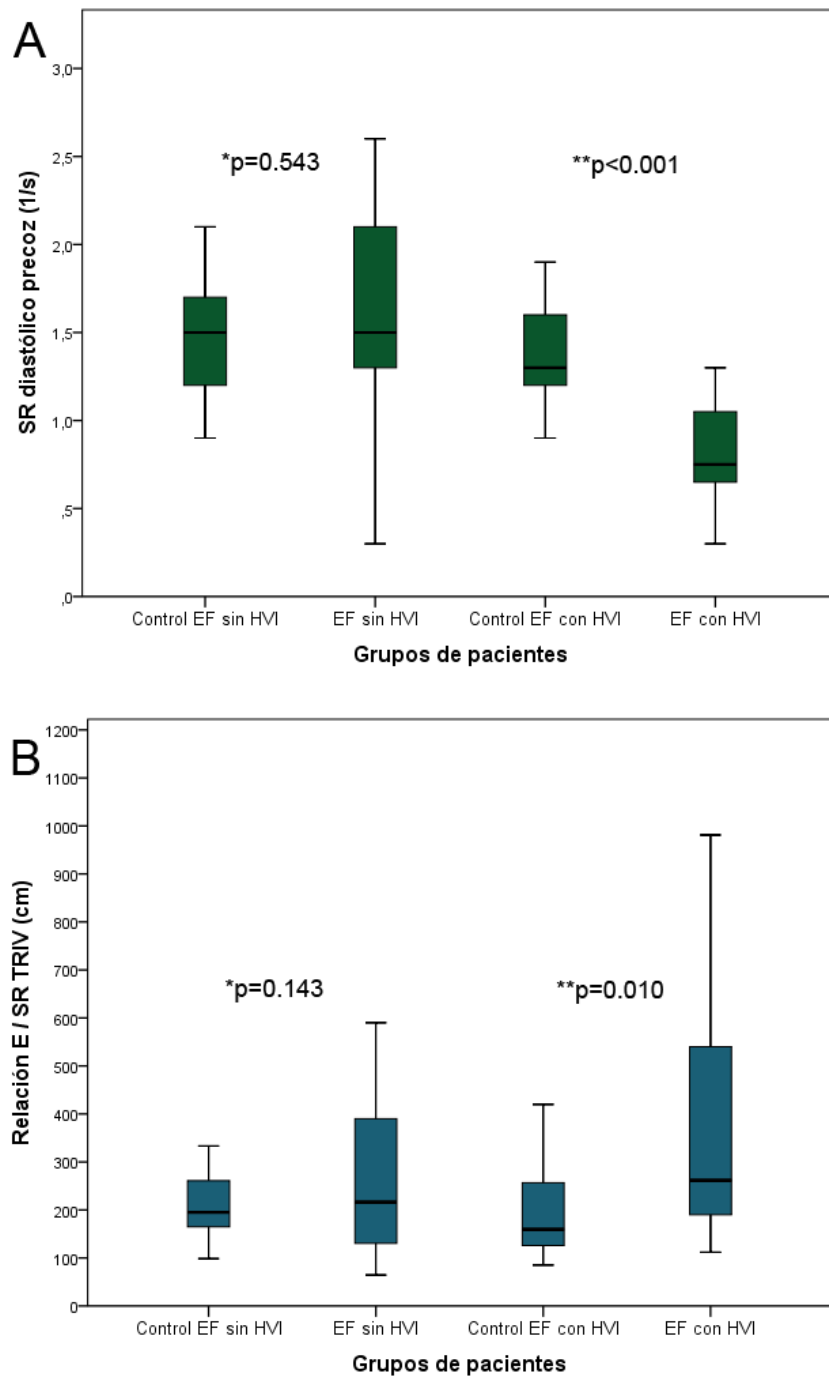 A
SR diastólico precoz (1/s)
3,0
2,5
2,0
1,5
1,0
,5
,0
*p=0.543
**p<0.001
Control EF sin HVI
EF sin HVI
Control EF con HVI
EF con HVI
Grupos de pacientes
B
Relación E / SR TRIV (cm)
1200
1100
1000
900
800
700
600
500
400
300
200
100
0
*p=0.143
**p=0.010
Control EF sin HVI
EF sin HVI
Control EF con HVI
EF con HVI
Grupos de pacientes